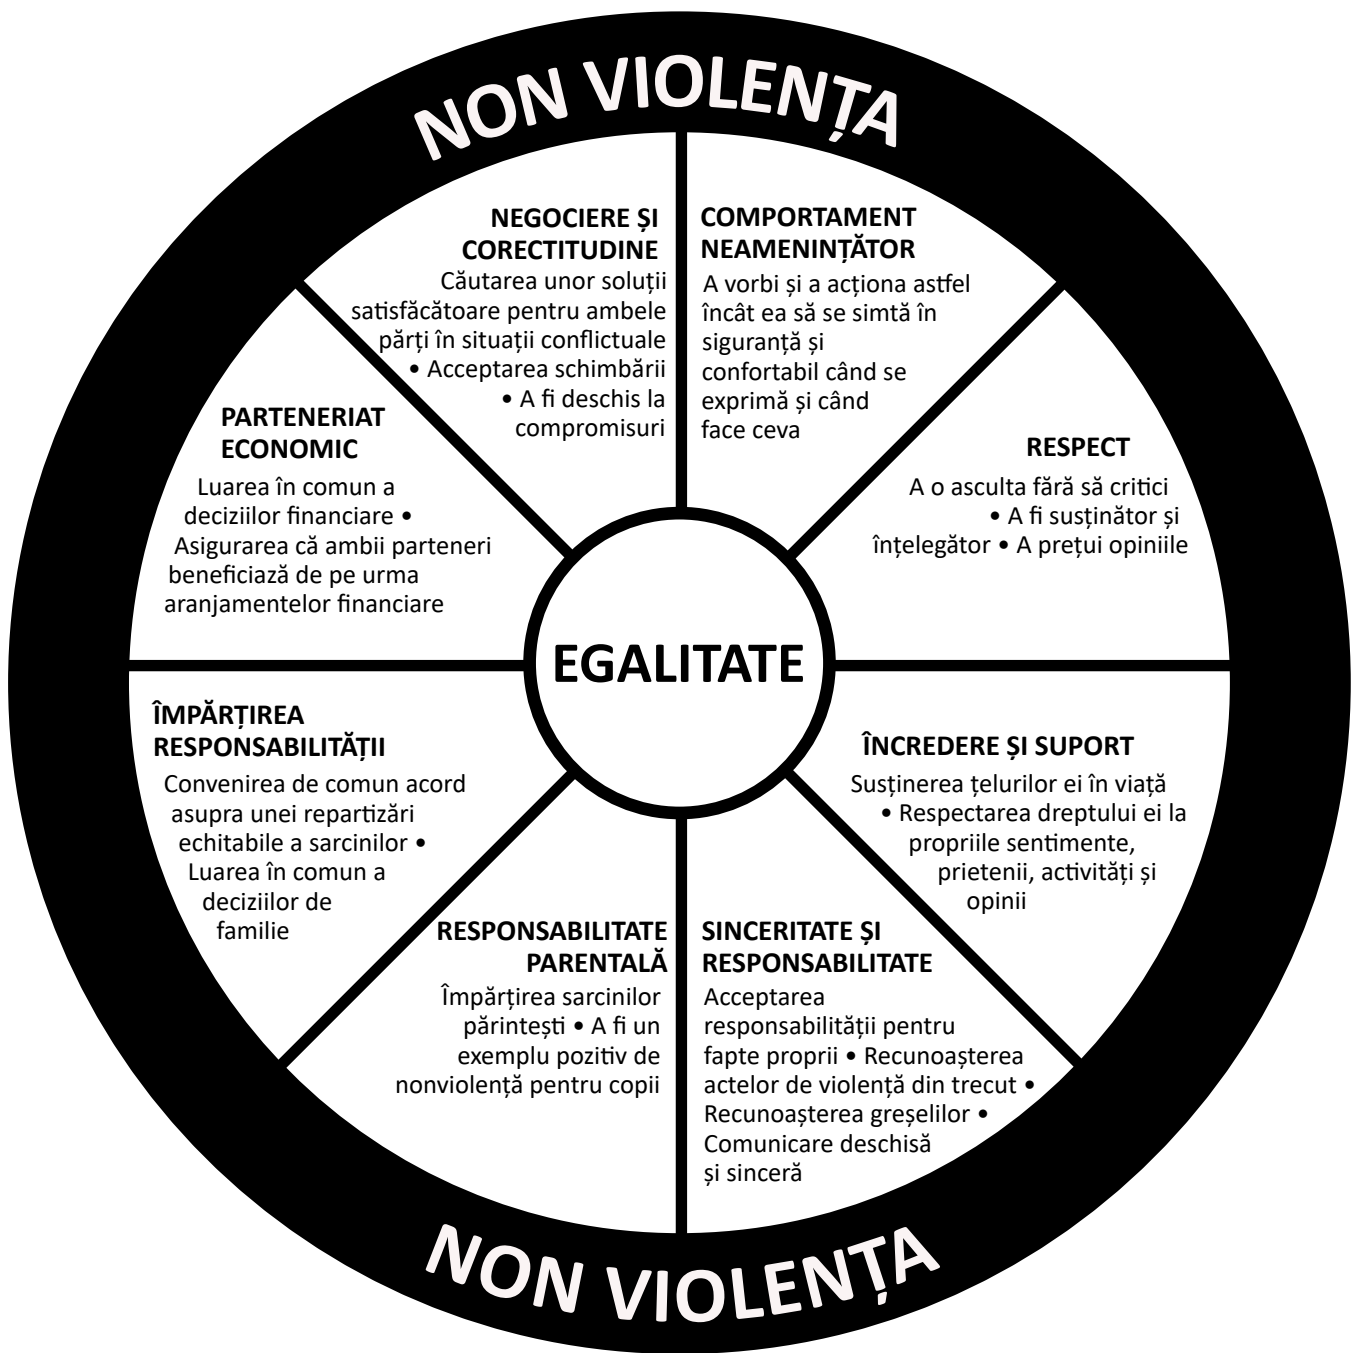 NON VIOLENȚA
NEGOCIERE ȘI
CORECTITUDINE
Căutarea unor soluții
satisfăcătoare pentru ambele
părți în situații conflictuale
• Acceptarea schimbării
• A fi deschis la
compromisuri
COMPORTAMENT
NEAMENINȚĂTOR
A vorbi și a acționa astfel
încât ea să se simtă în
siguranță și
confortabil când se
exprimă și când
face ceva
RESPECT
A o asculta fără să critici
• A fi susținător și
înțelegător • A prețui opiniile
ÎNCREDERE ȘI SUPORT
Susținerea țelurilor ei în viață
• Respectarea dreptului ei la
propriile sentimente,
prietenii, activități și
opinii
SINCERITATE ȘI
RESPONSABILITATE
Acceptarea
responsabilității pentru
fapte proprii • Recunoașterea
actelor de violență din trecut •
Recunoașterea greșelilor •
Comunicare deschisă
și sinceră
RESPONSABILITATE
PARENTALĂ
Împărțirea sarcinilor
părintești • A fi un
exemplu pozitiv de
nonviolență pentru copii
ÎMPĂRȚIREA
RESPONSABILITĂȚII
Convenirea de comun acord
asupra unei repartizări
echitabile a sarcinilor •
Luarea în comun a
deciziilor de
familie
PARTENERIAT
ECONOMIC
Luarea în comun a
deciziilor financiare •
Asigurarea că ambii parteneri
beneficiază de pe urma
aranjamentelor financiare
EGALITATE
NON VIOLENȚA